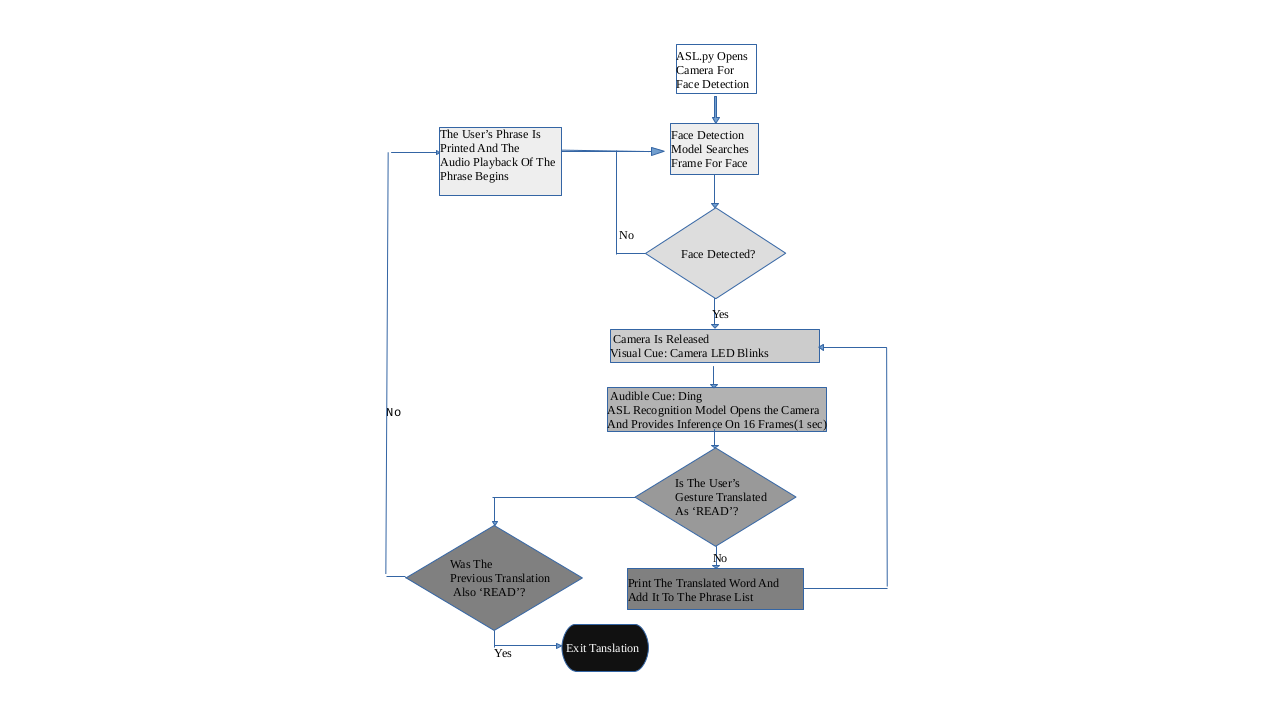 ASL.py Opens
Camera For
Face Detection
The User’s Phrase Is
Printed And The
Audio Playback Of The
Phrase Begins
Face Detection
Model Searches
Frame For Face
No
Face Detected?
Yes
Camera Is Released
Visual Cue: Camera LED Blinks
Audible Cue: Ding
ASL Recognition Model Opens the Camera
And Provides Inference On 16 Frames(1 sec)
No
Is The User’s
Gesture Translated
As ‘READ’?
No
Was The
Previous Translation
Also ‘READ’?
Print The Translated Word And
Add It To The Phrase List
Yes
Exit Tanslation